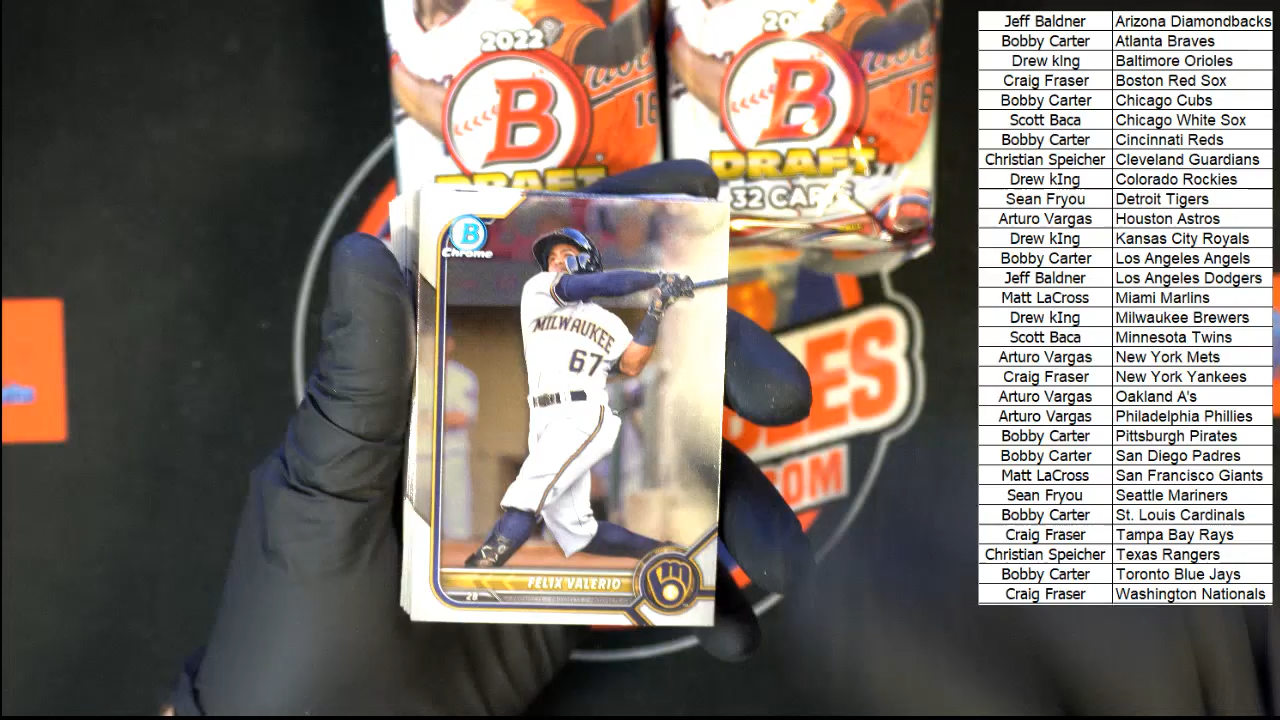 2022
B
DRAFT
16
B
DRAFT
32 CARDS
16
B
Chrome
MILWAUKEE
67
FELIX VALERIO
2B
LES
.COM
Jeff Baldner Arizona Diamondbacks
Bobby Carter Atlanta Braves
Drew kIng Baltimore Orioles
Craig Fraser Boston Red Sox
Bobby Carter Chicago Cubs
Scott Baca Chicago White Sox
Bobby Carter Cincinnati Reds
Christian Speicher Cleveland Guardians
Drew kIng Colorado Rockies
Sean Fryou Detroit Tigers
Arturo Vargas Houston Astros
Drew kIng Kansas City Royals
Bobby Carter Los Angeles Angels
Jeff Baldner Los Angeles Dodgers
Matt LaCross Miami Marlins
Drew kIng Milwaukee Brewers
Scott Baca Minnesota Twins
Arturo Vargas New York Mets
Craig Fraser New York Yankees
Arturo Vargas Oakland A's
Arturo Vargas Philadelphia Phillies
Bobby Carter Pittsburgh Pirates
Bobby Carter San Diego Padres
Matt LaCross San Francisco Giants
Sean Fryou Seattle Mariners
Bobby Carter St. Louis Cardinals
Craig Fraser Tampa Bay Rays
Christian Speicher Texas Rangers
Bobby Carter Toronto Blue Jays
Craig Fraser Washington Nationals